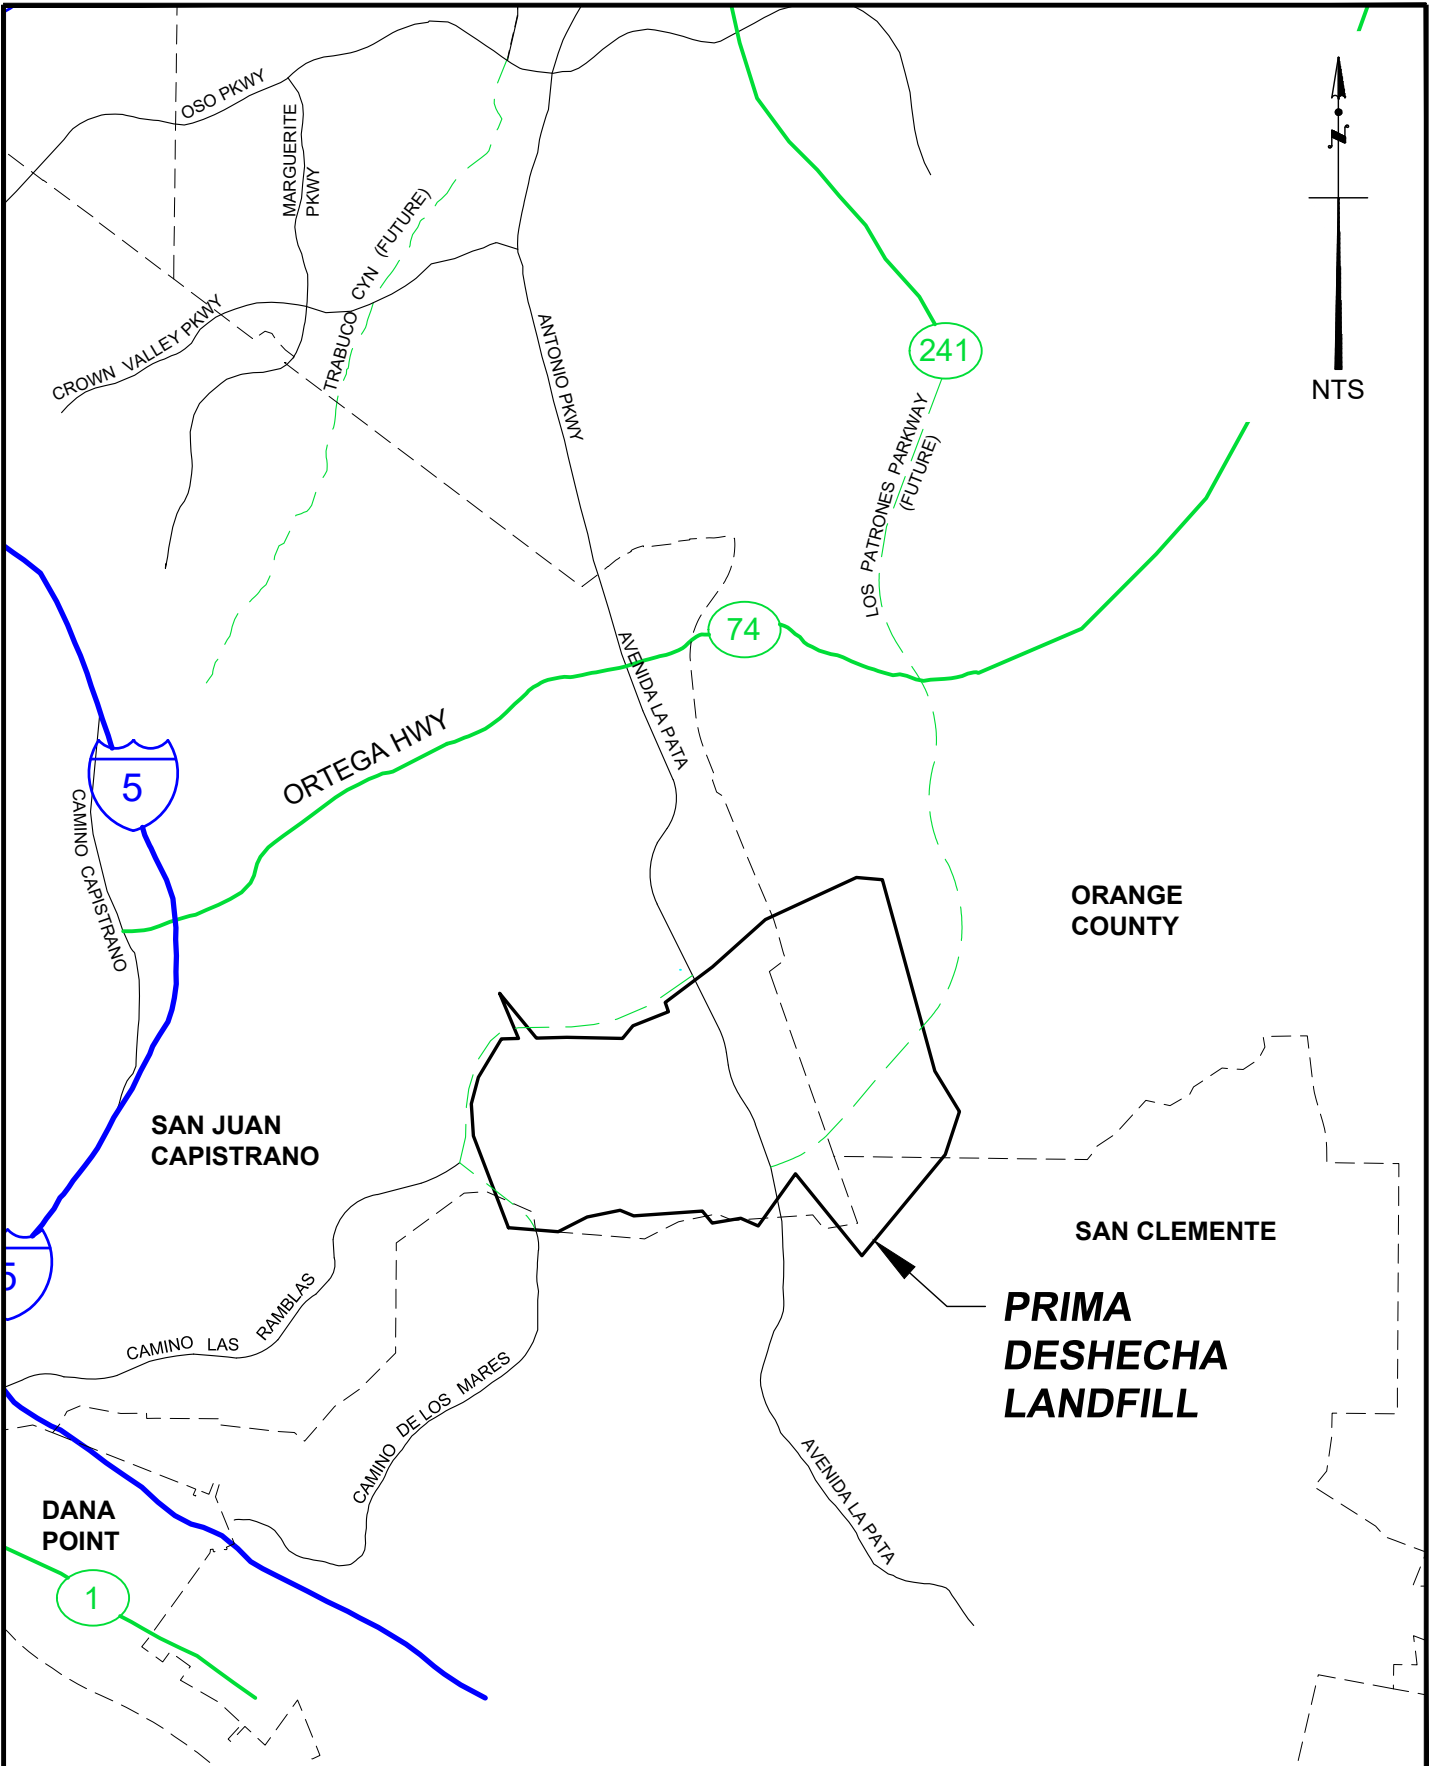 OSO PKWY
MARGUERITE
PKWY
N
NTS
TRABUCO CYN (FUTURE)
CROWN VALLEY PKWY
ANTONIO PKWY
241
LOS PATRONES PARKWAY
(FUTURE)
74
AVENIDA LA PATA
ORTEGA HWY
5
CAMINO CAPISTRANO
ORANGE
COUNTY
SAN JUAN
CAPISTRANO
SAN CLEMENTE
5
PRIMA
DESHECHA
LANDFILL
CAMINO LAS RAMBLAS
CAMINO DE LOS MARES
AVENIDA LA PATA
DANA
POINT
1